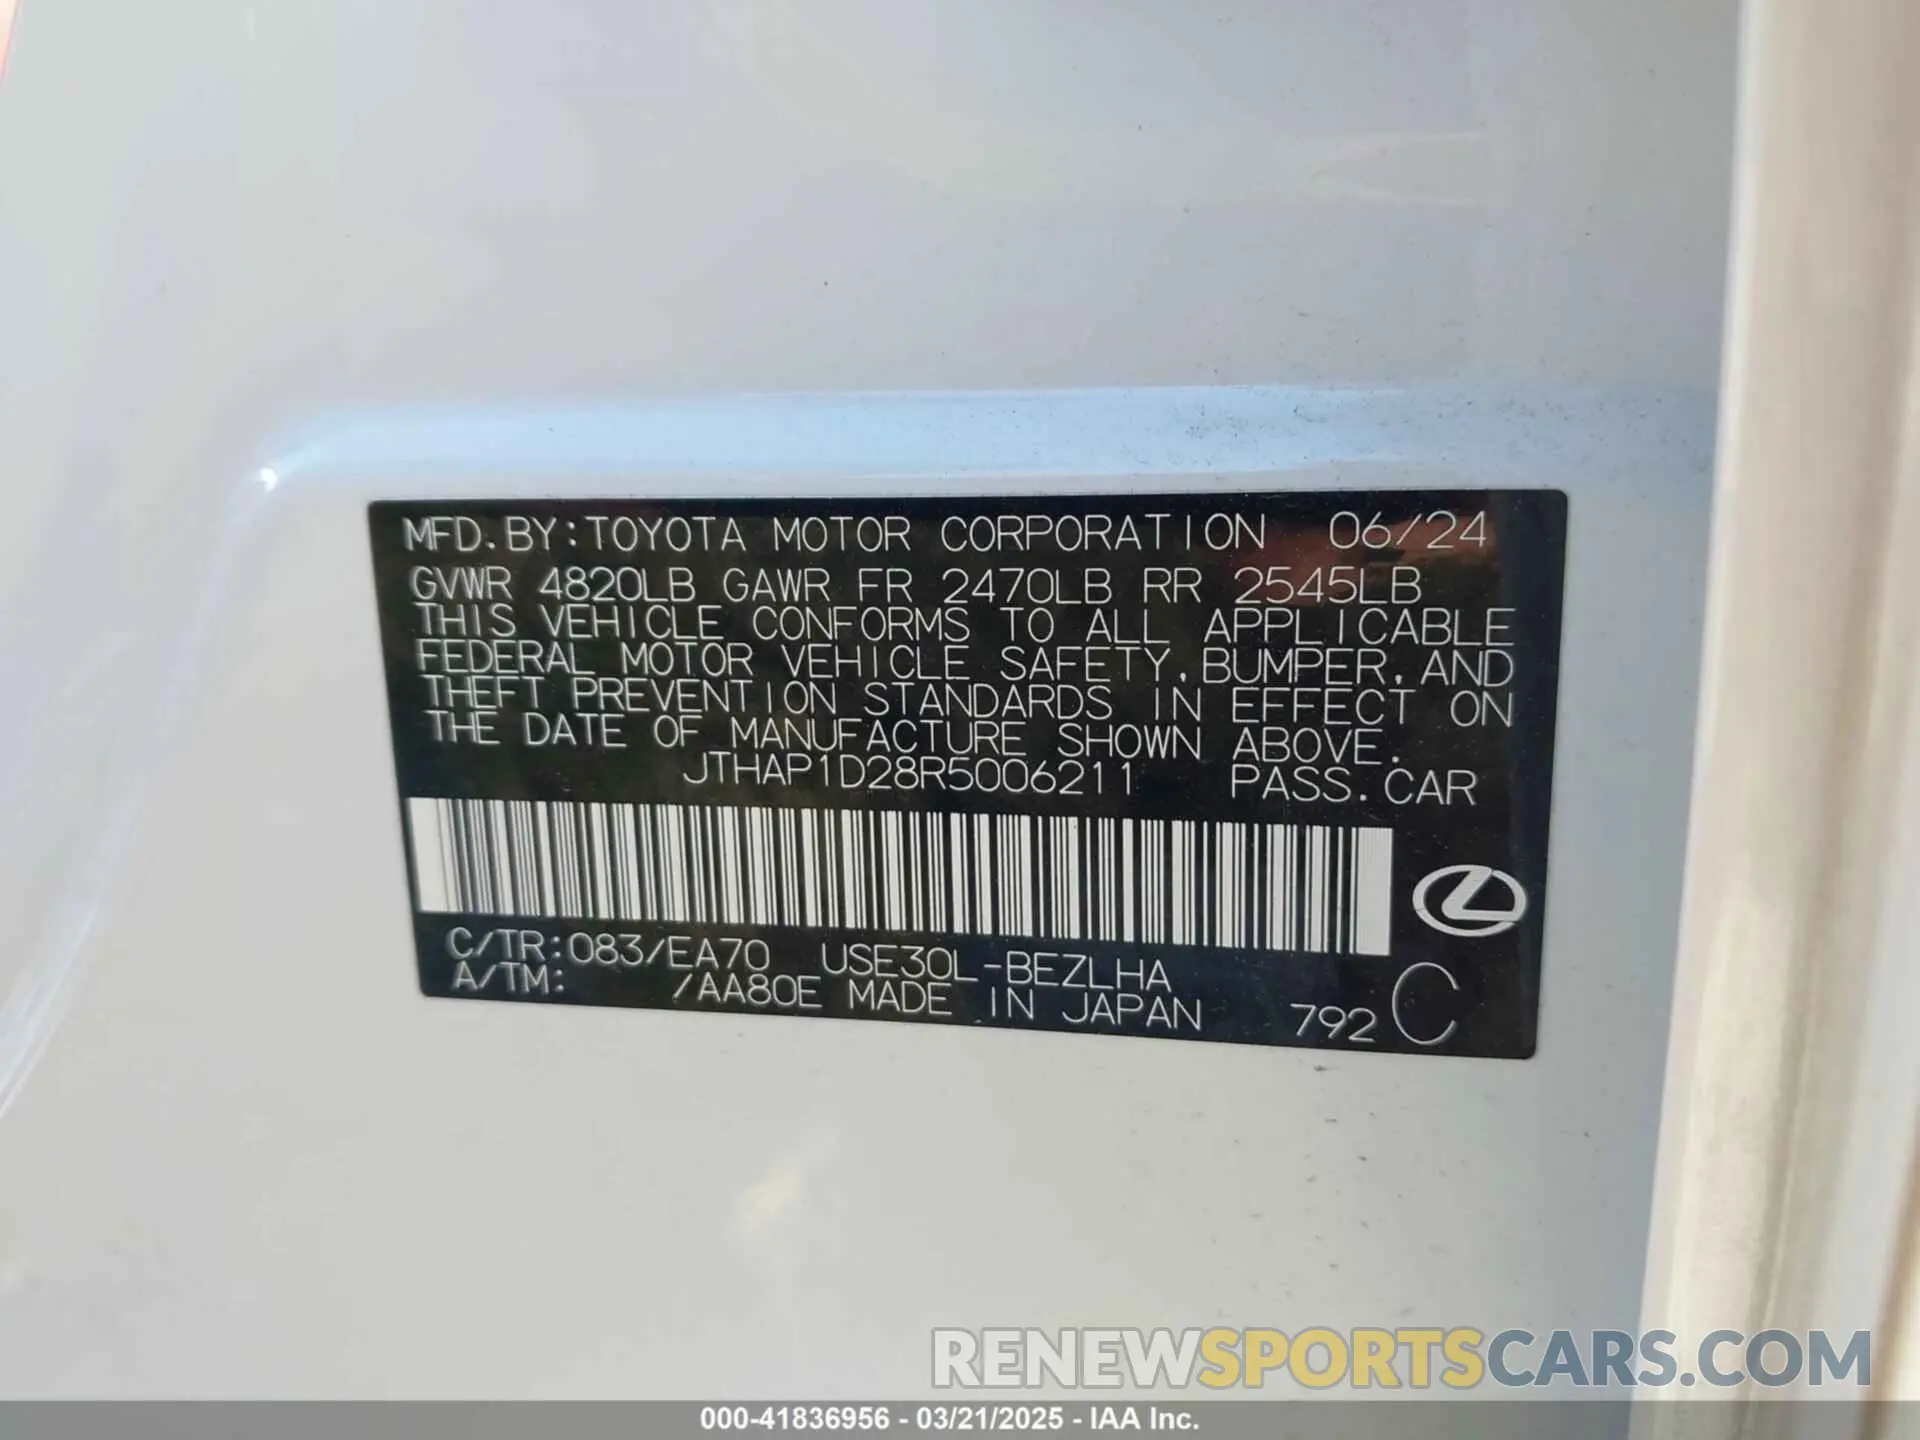 MFD.BY:TOYOTA MOTOR CORPORATION 06/24
GVWR 4820LB GAWR FR 2470LB RR 2545LB
THIS VEHICLE CONFORMS TO ALL APPLICABLE
FEDERAL MOTOR VEHICLE SAFETY,BUMPER,AND
THEFT PREVENTION STANDARDS IN EFFECT ON
THE DATE OF MANUFACTURE SHOWN ABOVE.
JTHAP1D28R5006211 PASS.CAR
C/TR:083/EA70 USE30L-BEZLHA
A/TM: /AA80E MADE IN JAPAN 792 C
RENEWSPORTSCARS.COM
000-41836956 - 03/21/2025 - IAA Inc.